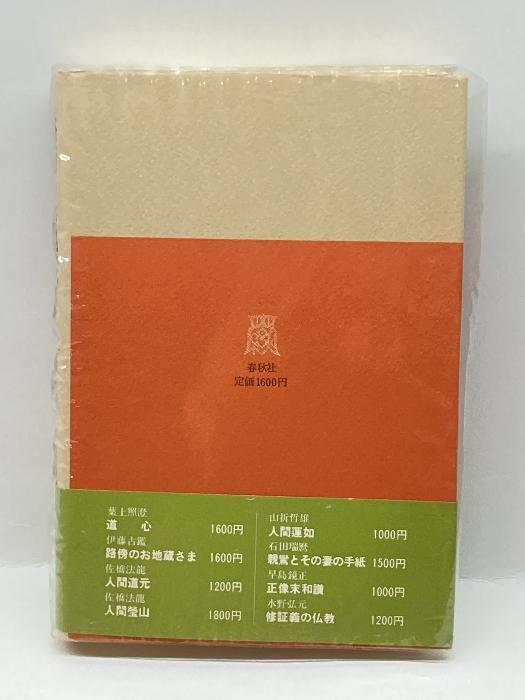 春秋社
定価1600円
葉上照澄
道心 1600円
伊藤古鑑
路傍のお地蔵さま 1600円
佐橋法龍
人間道元 1200円
佐橋法龍
人間瑩山 1800円
山折哲雄
人間蓮如 1000円
石田瑞麿
親鸞とその妻の手紙 1500円
早島鏡正
正像末和讃 1000円
水野弘元
修証義の仏教 1200円